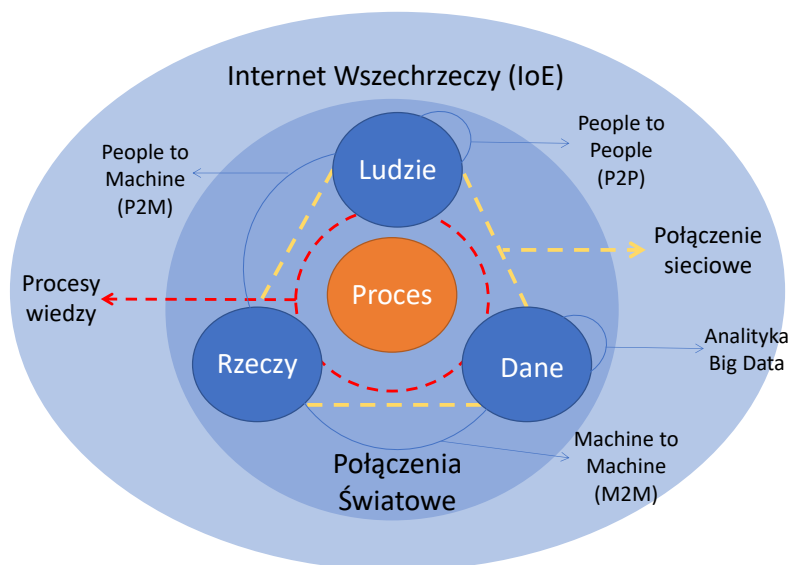 Internet Wszechrzeczy (IoE)
People to
Machine
(P2M)
People to
People
(P2P)
Ludzie
Połączenie
sieciowe
Procesy
wiedzy
Proces
Rzeczy
Dane
Analityka
Big Data
Połączenia
Światowe
Machine to
Machine
(M2M)